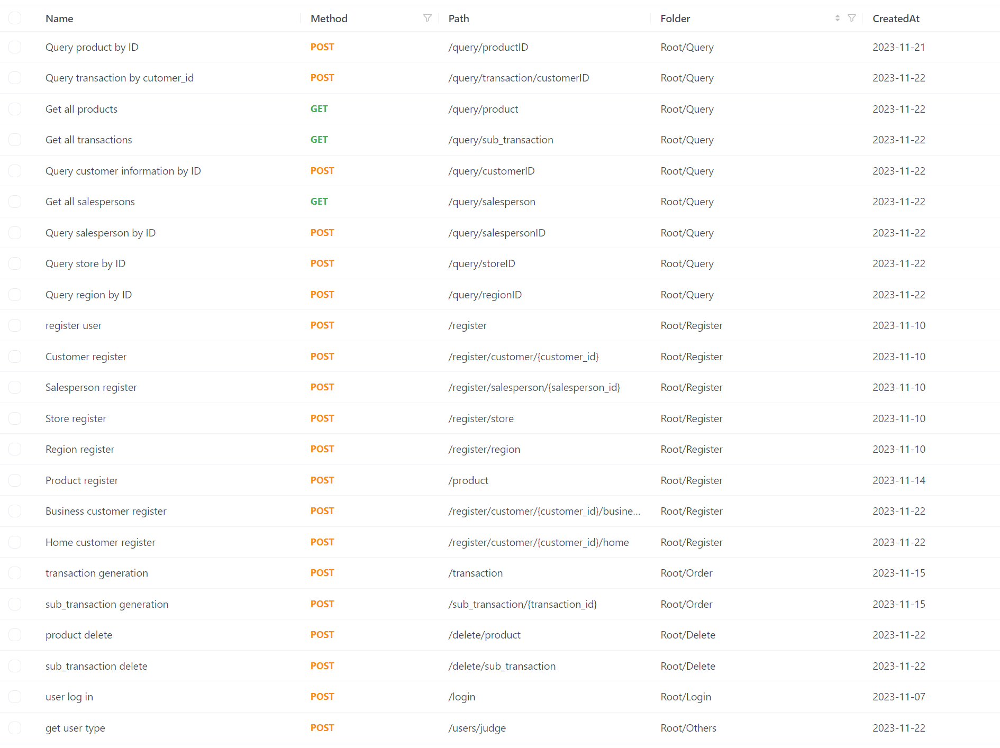 Name Method Path Folder CreatedAt
Query product by ID POST /query/productID Root/Query 2023-11-21
Query transaction by cutomer_id POST /query/transaction/customerID Root/Query 2023-11-22
Get all products GET /query/product Root/Query 2023-11-22
Get all transactions GET /query/sub_transaction Root/Query 2023-11-22
Query customer information by ID POST /query/customerID Root/Query 2023-11-22
Get all salespersons GET /query/salesperson Root/Query 2023-11-22
Query salesperson by ID POST /query/salespersonID Root/Query 2023-11-22
Query store by ID POST /query/storeID Root/Query 2023-11-22
Query region by ID POST /query/regionID Root/Query 2023-11-22
register user POST /register Root/Register 2023-11-10
Customer register POST /register/customer/{customer_id} Root/Register 2023-11-10
Salesperson register POST /register/salesperson/{salesperson_id} Root/Register 2023-11-10
Store register POST /register/store Root/Register 2023-11-10
Region register POST /register/region Root/Register 2023-11-10
Product register POST /product Root/Register 2023-11-14
Business customer register POST /register/customer/{customer_id}/busine... Root/Register 2023-11-22
Home customer register POST /register/customer/{customer_id}/home Root/Register 2023-11-22
transaction generation POST /transaction Root/Order 2023-11-15
sub_transaction generation POST /sub_transaction/{transaction_id} Root/Order 2023-11-15
product delete POST /delete/product Root/Delete 2023-11-22
sub_transaction delete POST /delete/sub_transaction Root/Delete 2023-11-22
user log in POST /login Root/Login 2023-11-07
get user type POST /users/judge Root/Others 2023-11-22